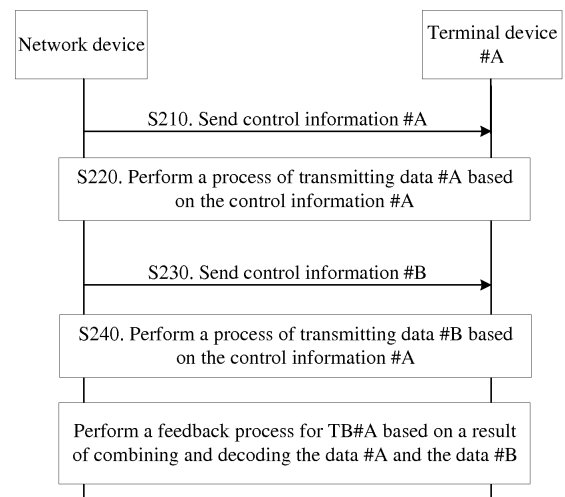 Network device
Terminal device
#A
S210. Send control information #A
S220. Perform a process of transmitting data #A based
on the control information #A
S230. Send control information #B
S240. Perform a process of transmitting data #B based
on the control information #A
Perform a feedback process for TB#A based on a result
of combining and decoding the data #A and the data #B